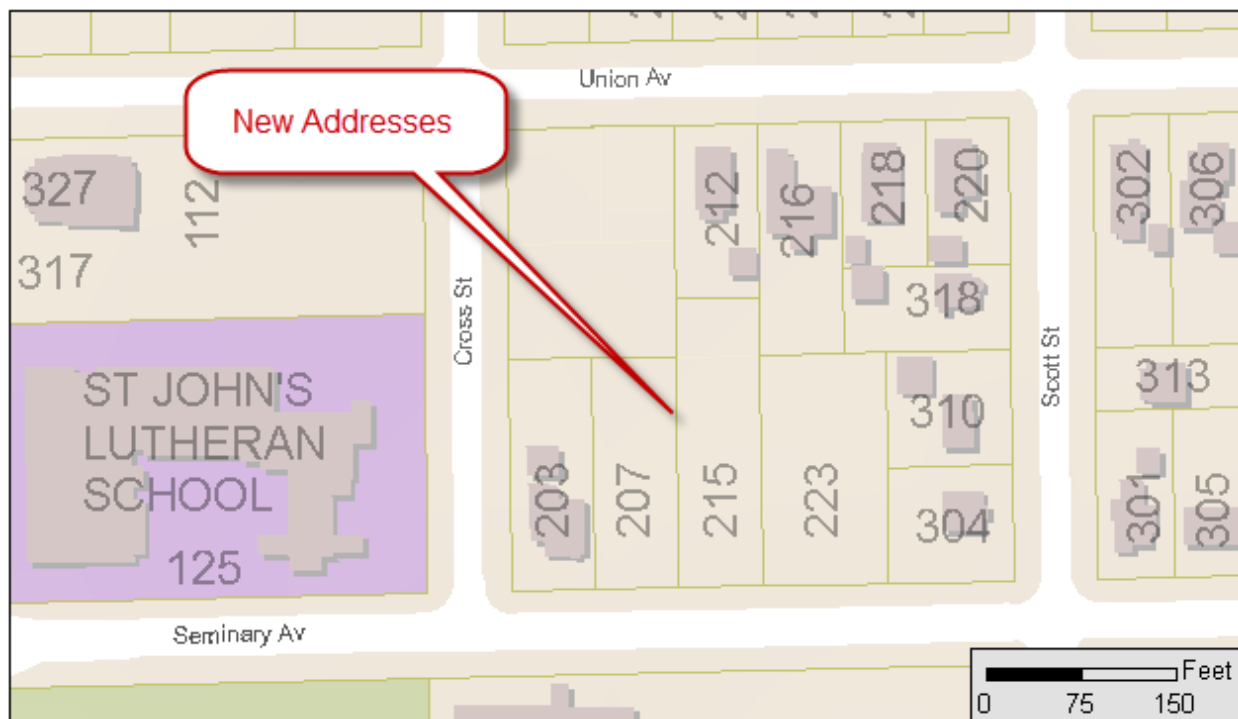 Union Av
New Addresses
327
112
317
212
216
218
220
302
306
318
Cross St
Scott St
313
310
ST JOHN'S
LUTHERAN
SCHOOL
125
203
207
215
223
304
301
305
Seminary Av
Feet
0 75 150